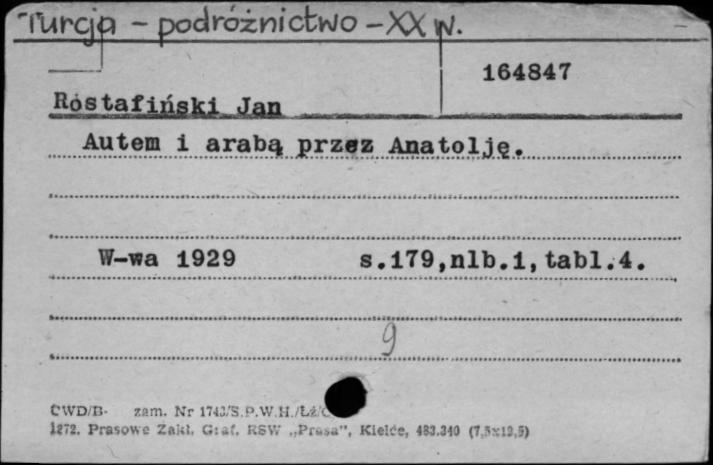 Turcja - podróżnictwo - XX w.
164847
Rostafiński Jan
Autem i arabą przez Anatolję.
W-wa 1929 s.179,nlb.1,tabl.4.
9
CWD/B- zam. Nr 1743/S.P.W.H./Łż/
1272. Prasowe Zakł. Graf. RSW „Prasa", Kielce, 483.340 (7,5x12,5)